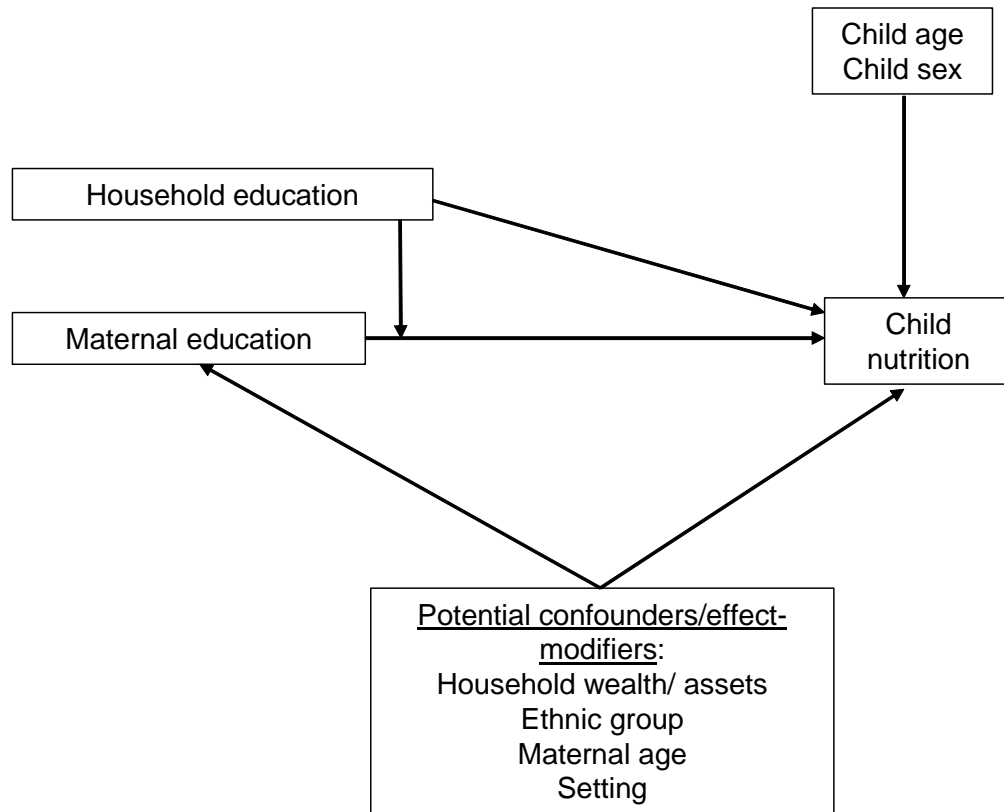 Child age
Child sex
Household education
Maternal education
Child
nutrition
Potential confounders/effect-
modifiers:
Household wealth/ assets
Ethnic group
Maternal age
Setting